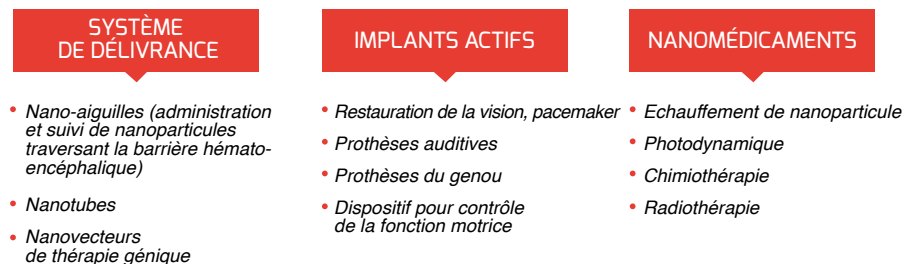 SYSTÈME
DE DÉLIVRANCE
• Nano-aiguilles (administration
et suivi de nanoparticules
traversant la barrière hémato-
encéphalique)
• Nanotubes
• Nanovecteurs
de thérapie génique
IMPLANTS ACTIFS
• Restauration de la vision, pacemaker
• Prothèses auditives
• Prothèses du genou
• Dispositif pour contrôle
de la fonction motrice
NANOMÉDICAMENTS
• Echauffement de nanoparticule
• Photodynamique
• Chimiothérapie
• Radiothérapie